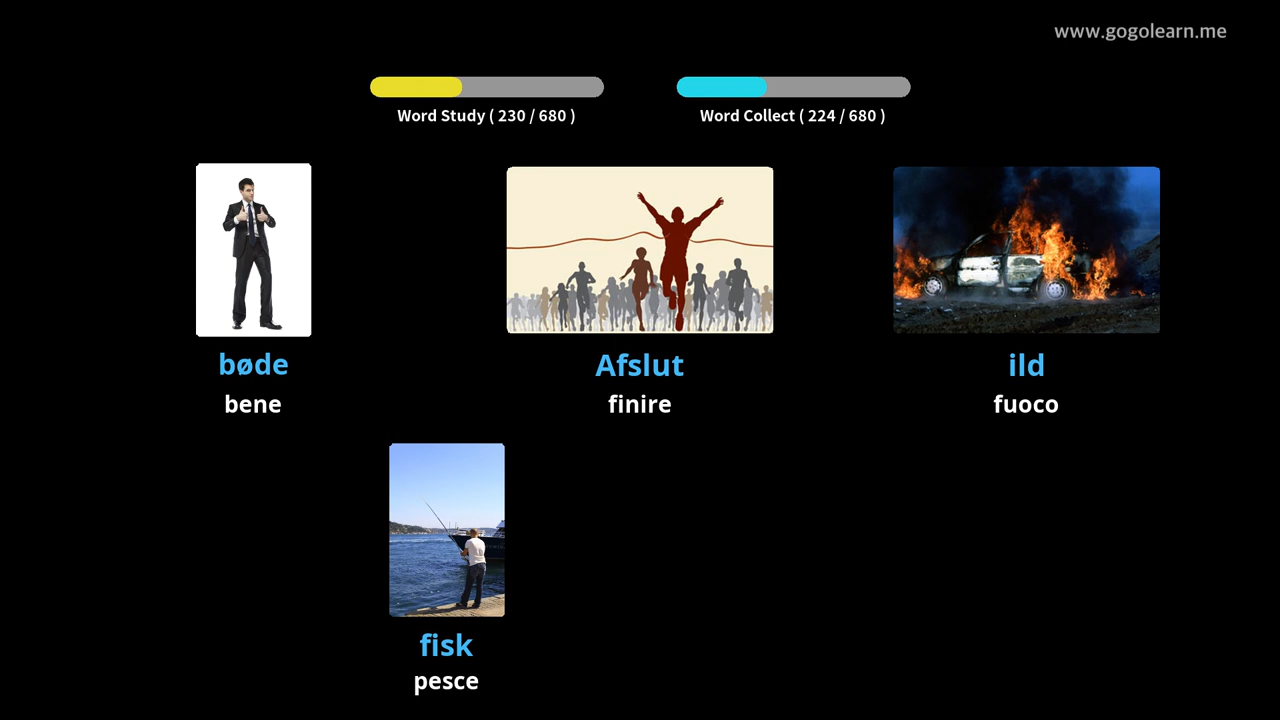 www.gogolearn.me
Word Study ( 230 / 680 )
Word Collect ( 224 / 680 )
bøde
bene
Afslut
finire
ild
fuoco
fisk
pesce